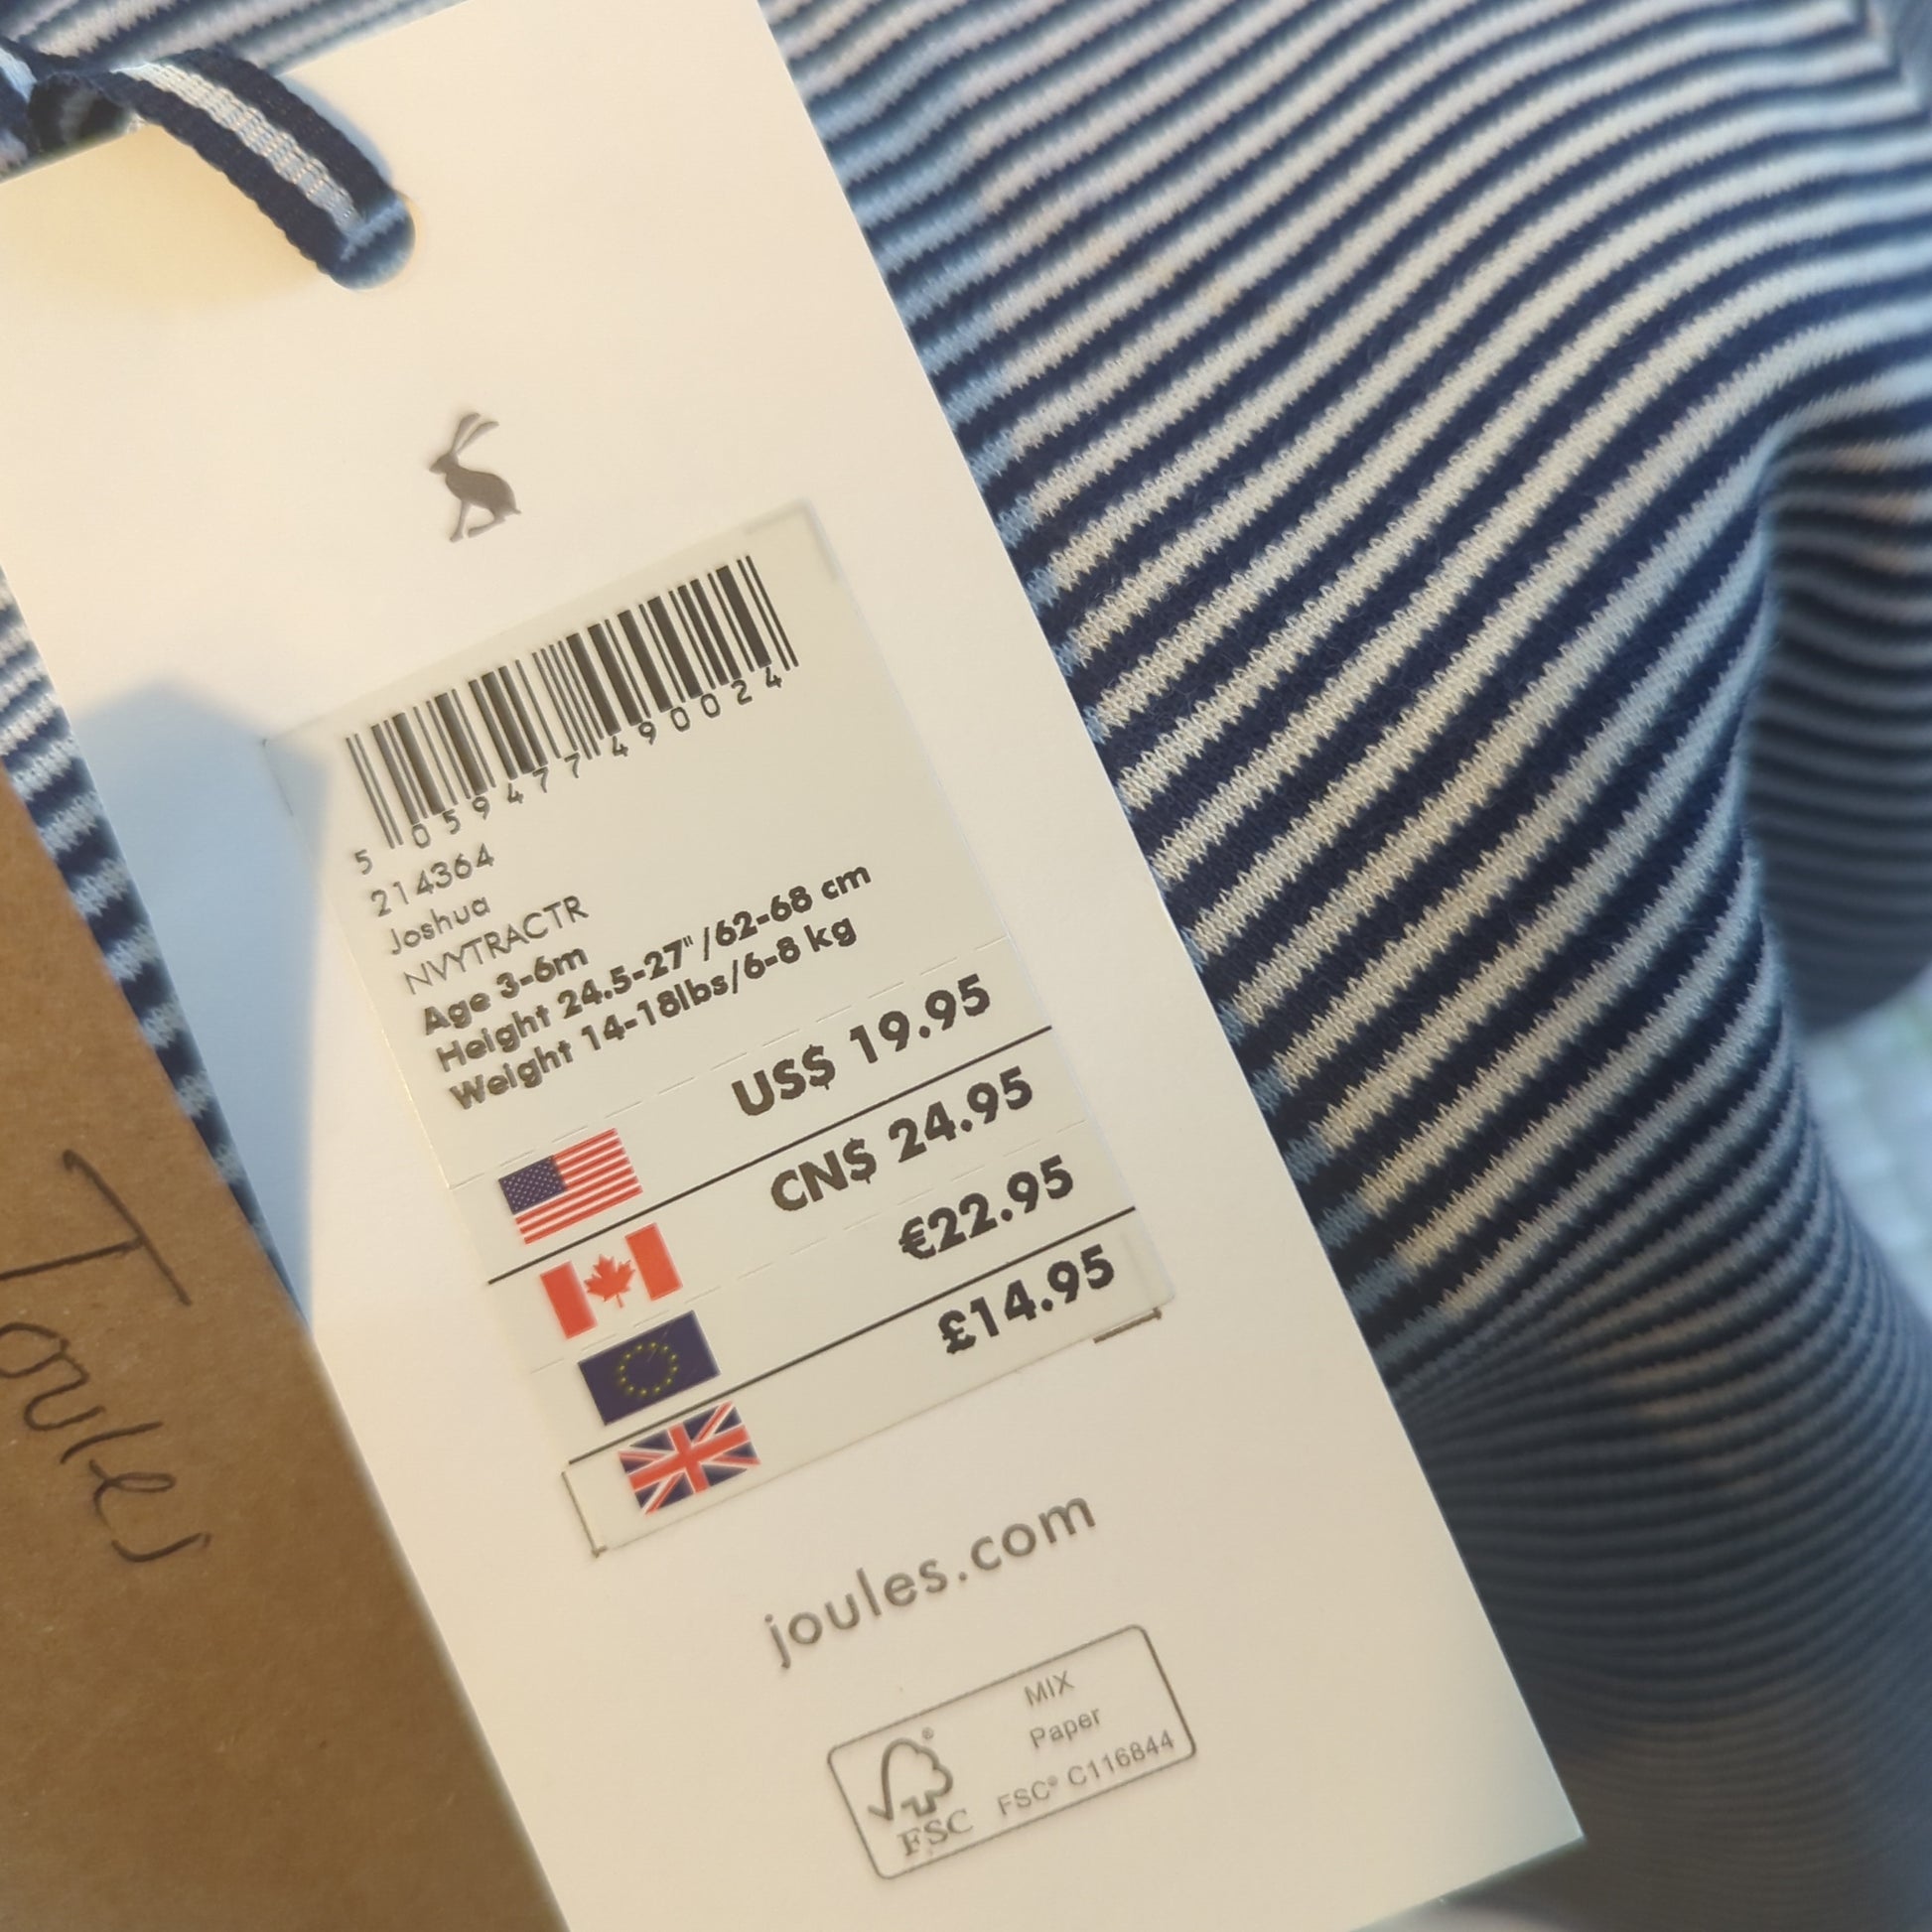 5 059477 490024
214364
Joshua
NVYTRACTR
Age 3-6m
Height 24.5-27"/62-68 cm
Weight 14-18lbs/6-8 kg
US$ 19.95
CN$ 24.95
€22.95
£14.95
joules.com
MIX
Paper
FSC® C116844
FSC
®
Joules